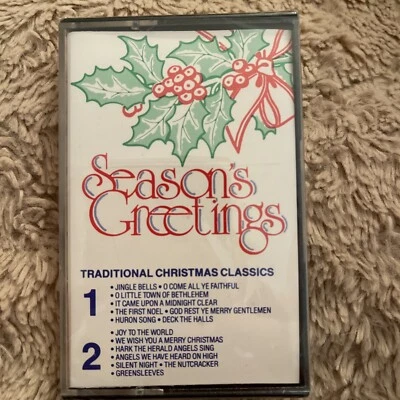 Season's
Greetings
TRADITIONAL CHRISTMAS CLASSICS
1
• JINGLE BELLS • O COME ALL YE FAITHFUL
• O LITTLE TOWN OF BETHLEHEM
• IT CAME UPON A MIDNIGHT CLEAR
• THE FIRST NOEL • GOD REST YE MERRY GENTLEMEN
• HURON SONG • DECK THE HALLS
2
• JOY TO THE WORLD
• WE WISH YOU A MERRY CHRISTMAS
• HARK THE HERALD ANGELS SING
• ANGELS WE HAVE HEARD ON HIGH
• SILENT NIGHT • THE NUTCRACKER
• GREENSLEEVES